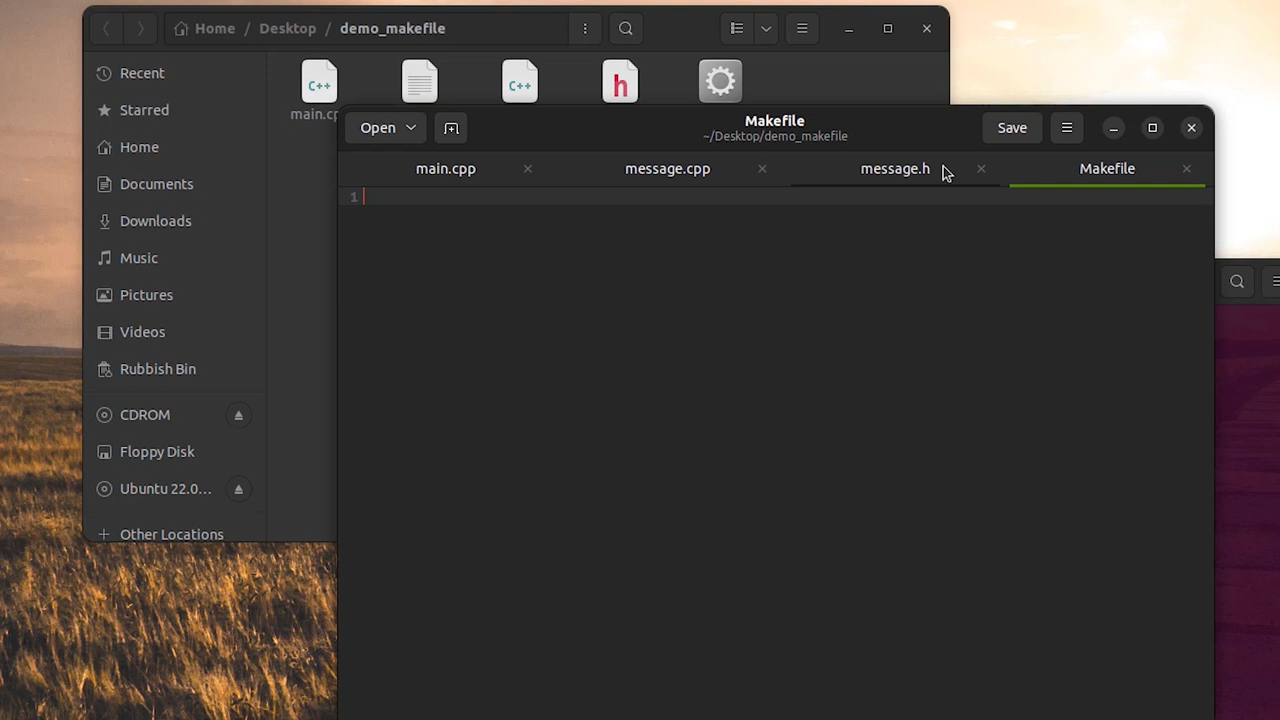 Home / Desktop / demo_makefile
Recent
Starred
Home
Documents
Downloads
Music
Pictures
Videos
Rubbish Bin
CDROM
Floppy Disk
Ubuntu 22.0...
Other Locations
C++
C++
h
main.cp
Open
Makefile
~/Desktop/demo_makefile
Save
main.cpp
message.cpp
message.h
Makefile
1